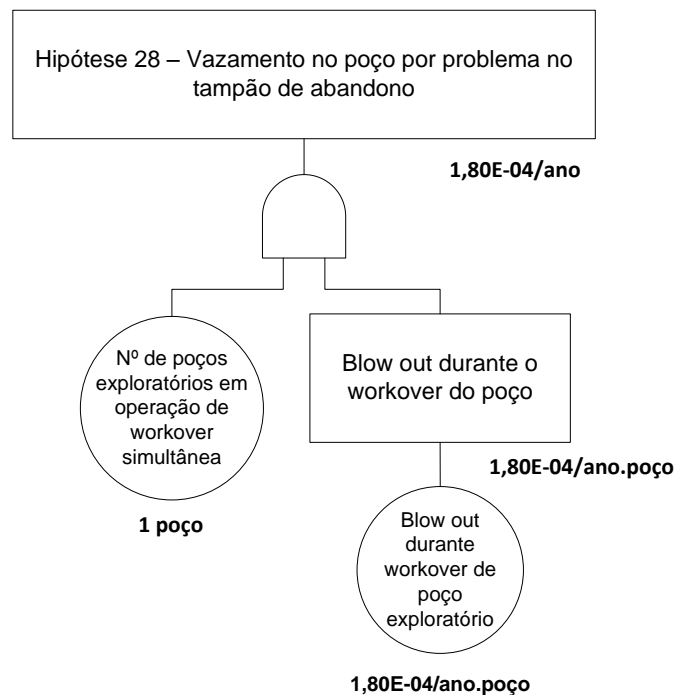 Hipótese 28 – Vazamento no poço por problema no
tampão de abandono
1,80E-04/ano
Nº de poços
exploratórios em
operação de
workover
simultânea
1 poço
Blow out durante o
workover do poço
1,80E-04/ano.poço
Blow out
durante
workover de
poço
exploratório
1,80E-04/ano.poço